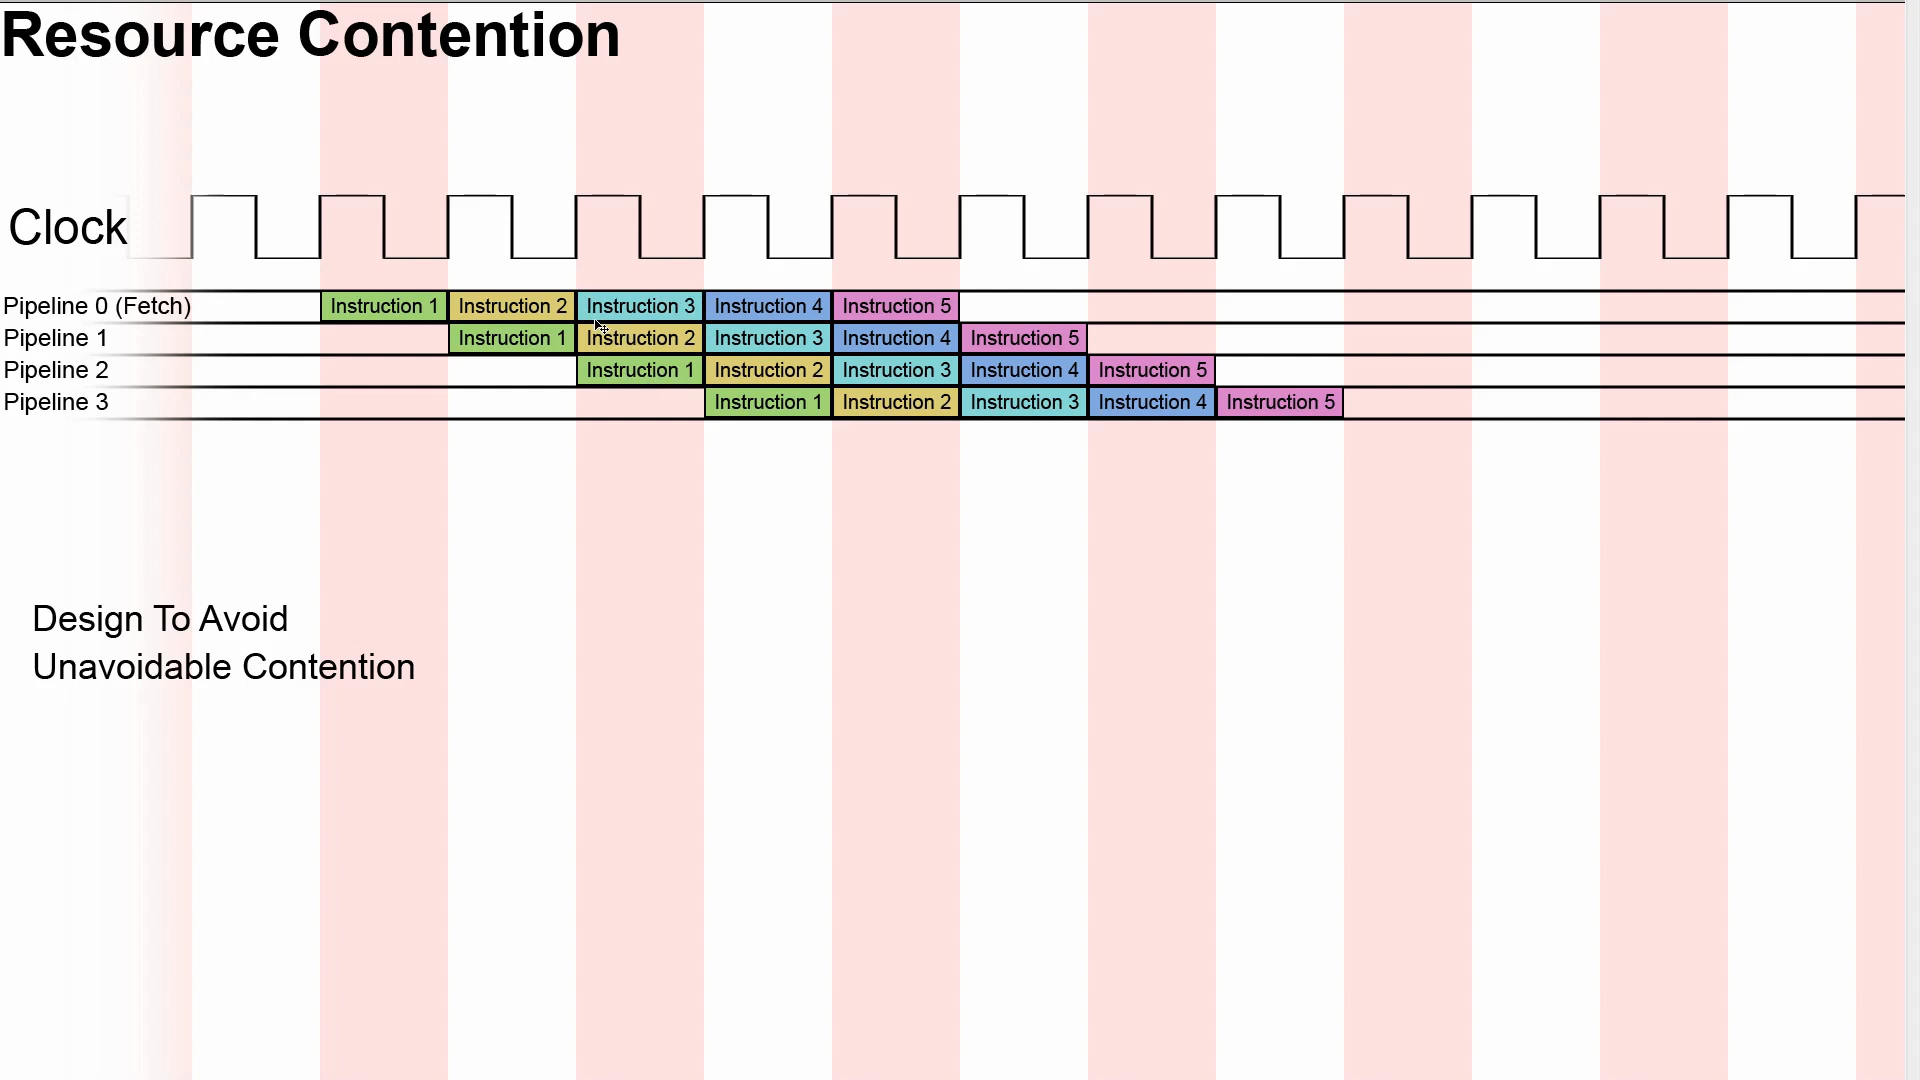 Resource Contention
Clock
Pipeline 0 (Fetch) Instruction 1 Instruction 2 Instruction 3 Instruction 4 Instruction 5
Pipeline 1 Instruction 1 Instruction 2 Instruction 3 Instruction 4 Instruction 5
Pipeline 2 Instruction 1 Instruction 2 Instruction 3 Instruction 4 Instruction 5
Pipeline 3 Instruction 1 Instruction 2 Instruction 3 Instruction 4 Instruction 5
Design To Avoid
Unavoidable Contention